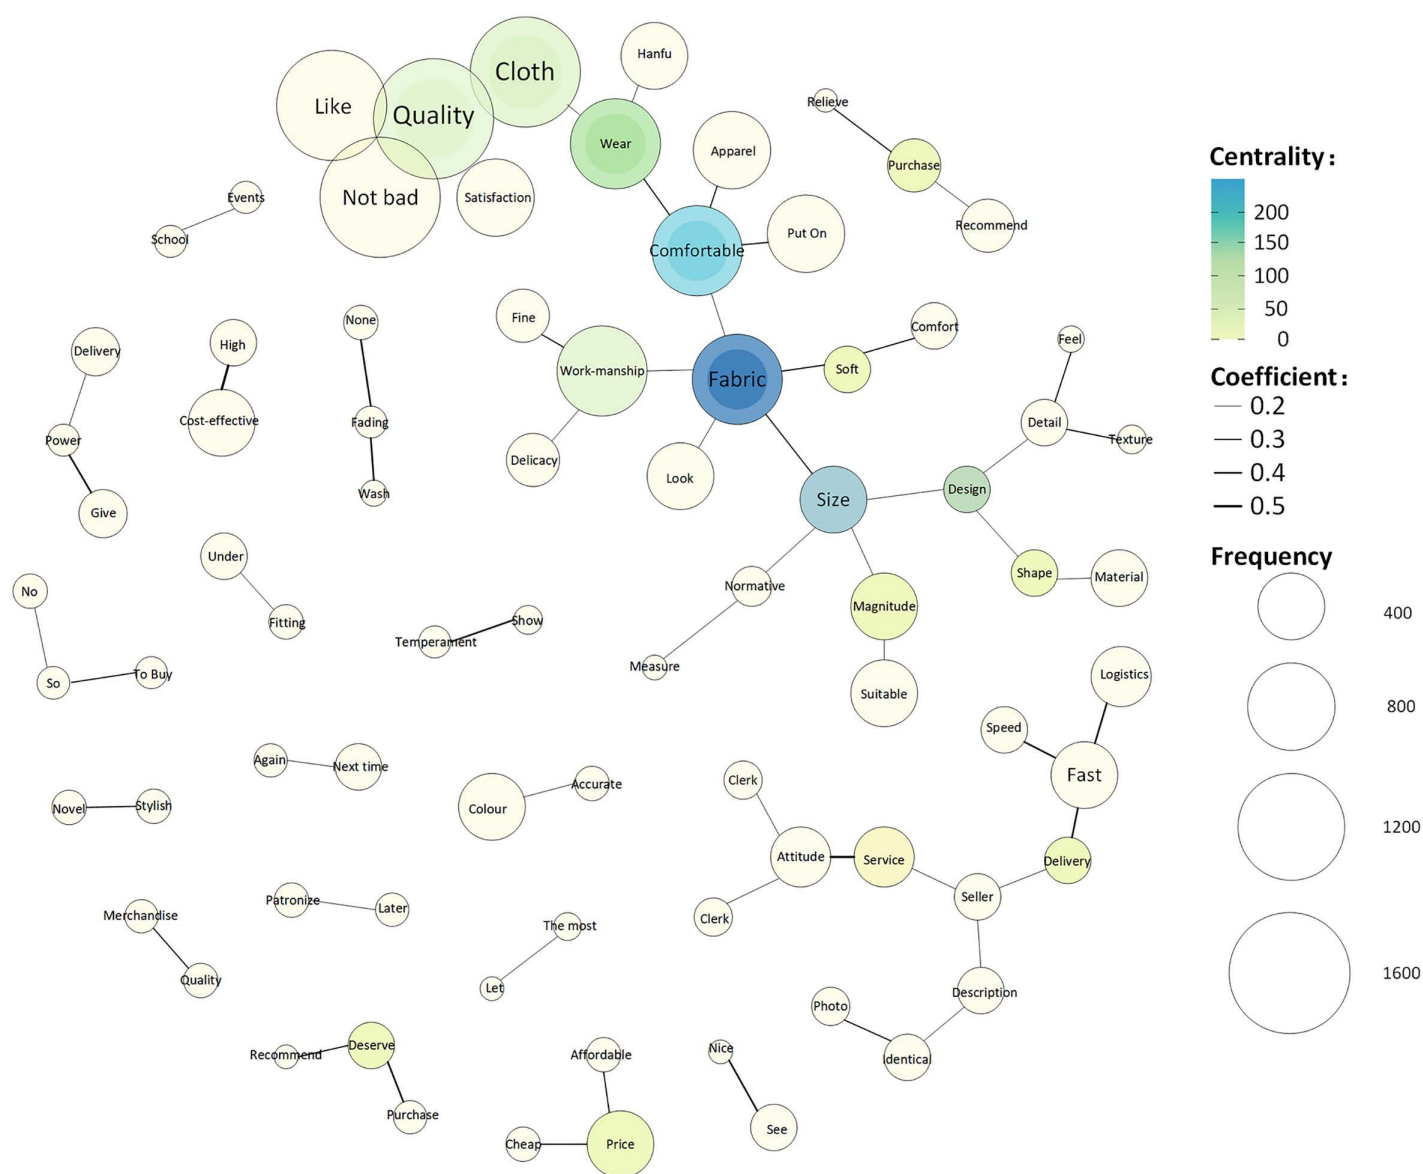 Cloth
Hanfu
Like
Quality
Relieve
Wear
Apparel
Purchase
Events
Not bad
Satisfaction
School
Put On
Recommend
Comfortable
None
Fine
Comfort
High
Feel
Delivery
Work-manship
Fabric
Soft
Cost-effective
Fading
Detail
Power
Texture
Delicacy
Look
Wash
Size
Design
Give
Under
Shape
Material
No
Normative
Magnitude
Fitting
Show
Temperament
Measure
So
To Buy
Suitable
Logistics
Speed
Again
Next time
Fast
Clerk
Accurate
Novel
Stylish
Colour
Attitude
Service
Delivery
Patronize
Later
Seller
Merchandise
Clerk
The most
Quality
Let
Description
Photo
Recommend
Deserve
Affordable
Nice
Identical
Purchase
Cheap
Price
See
Centrality:
200
150
100
50
0
Coefficient:
0.2
0.3
0.4
0.5
Frequency
400
800
1200
1600